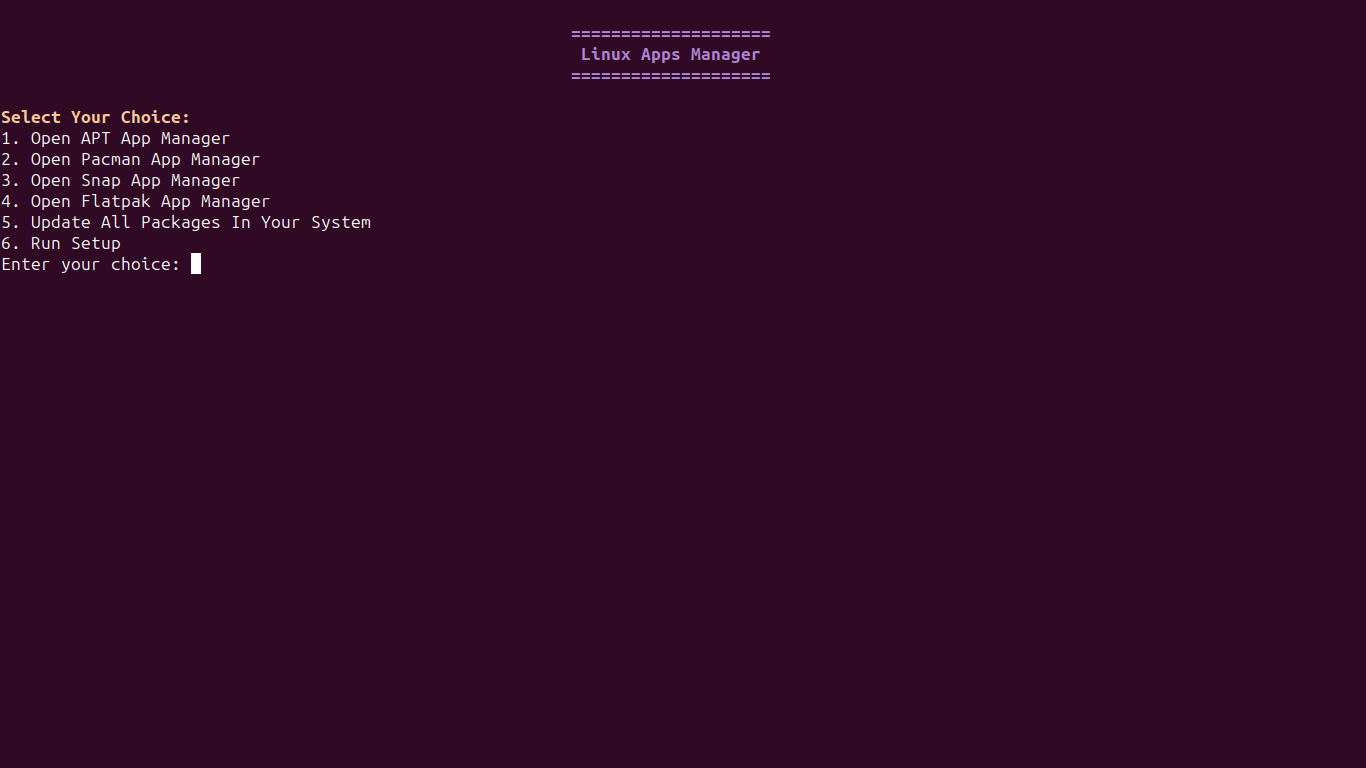 ====================
Linux Apps Manager
====================
Select Your Choice:
1. Open APT App Manager
2. Open Pacman App Manager
3. Open Snap App Manager
4. Open Flatpak App Manager
5. Update All Packages In Your System
6. Run Setup
Enter your choice: